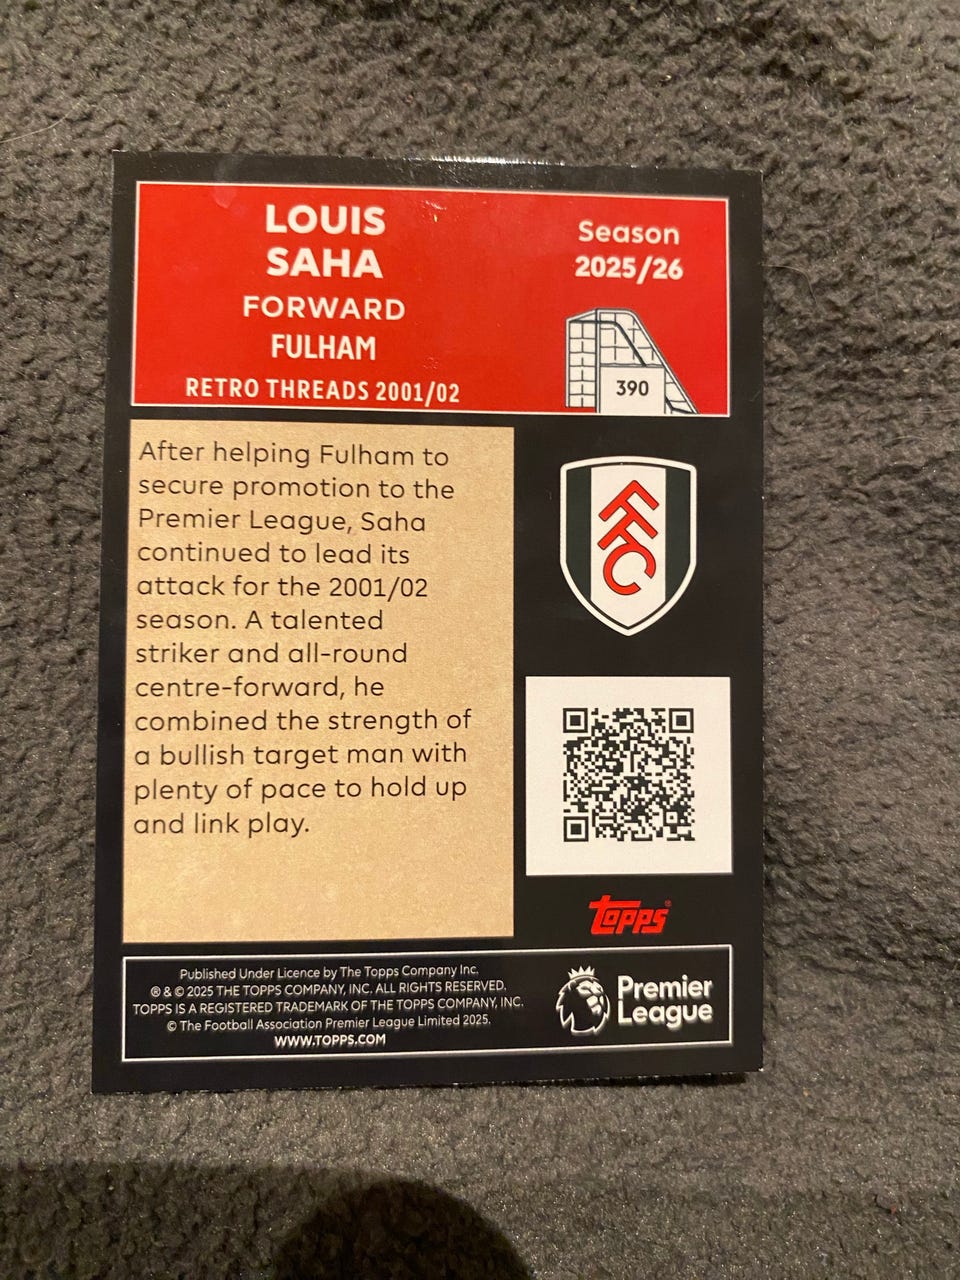 LOUIS
SAHA
FORWARD
FULHAM
RETRO THREADS 2001/02
Season
2025/26
390
After helping Fulham to
secure promotion to the
Premier League, Saha
continued to lead its
attack for the 2001/02
season. A talented
striker and all-round
centre-forward, he
combined the strength of
a bullish target man with
plenty of pace to hold up
and link play.
FFC
TOPPS®
Published Under Licence by The Topps Company Inc.
® & © 2025 THE TOPPS COMPANY, INC. ALL RIGHTS RESERVED.
TOPPS IS A REGISTERED TRADEMARK OF THE TOPPS COMPANY, INC.
© The Football Association Premier League Limited 2025.
WWW.TOPPS.COM
Premier
League